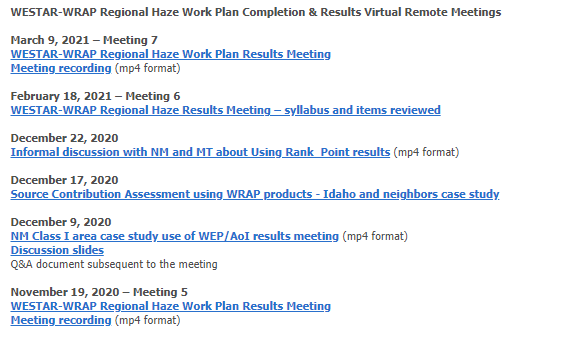 WESTAR-WRAP Regional Haze Work Plan Completion & Results Virtual Remote Meetings
March 9, 2021 – Meeting 7
WESTAR-WRAP Regional Haze Work Plan Results Meeting
Meeting recording (mp4 format)
February 18, 2021 – Meeting 6
WESTAR-WRAP Regional Haze Results Meeting – syllabus and items reviewed
December 22, 2020
Informal discussion with NM and MT about Using Rank Point results (mp4 format)
December 17, 2020
Source Contribution Assessment using WRAP products - Idaho and neighbors case study
December 9, 2020
NM Class I area case study use of WEP/AoI results meeting (mp4 format)
Discussion slides
Q&A document subsequent to the meeting
November 19, 2020 – Meeting 5
WESTAR-WRAP Regional Haze Work Plan Results Meeting
Meeting recording (mp4 format)